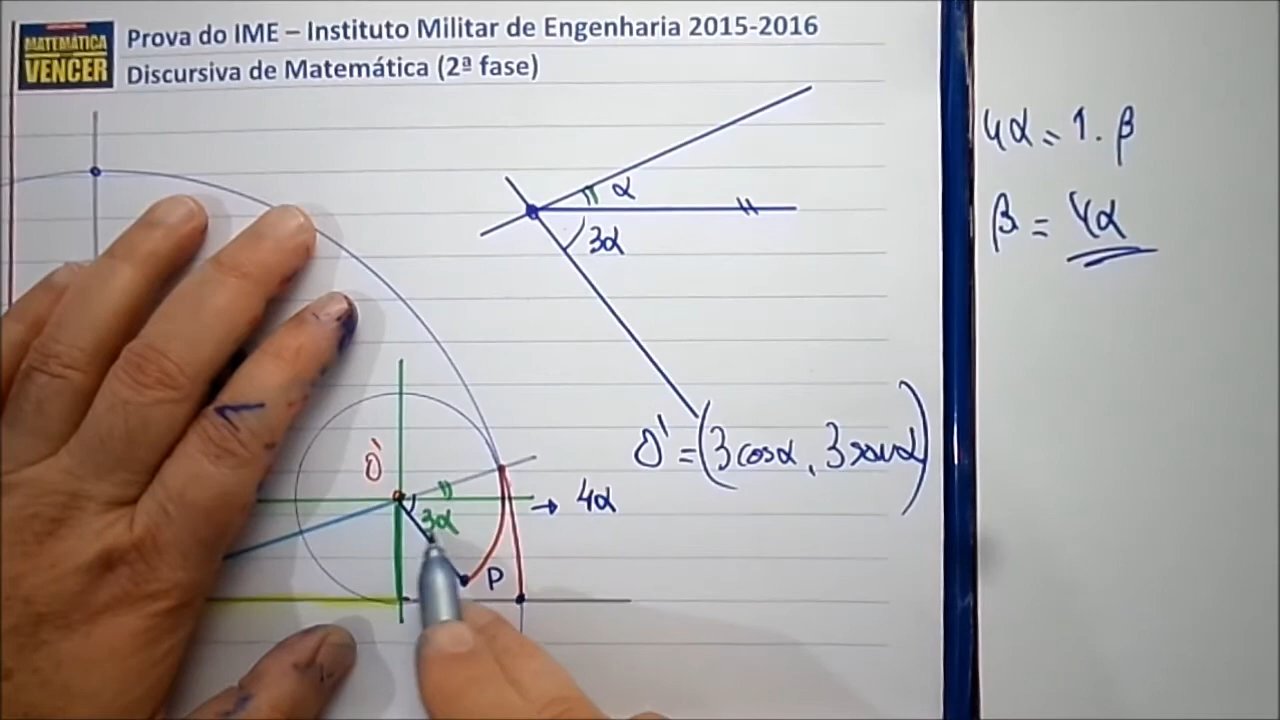 MATEMÁTICA
VENCER
Prova do IME – Instituto Militar de Engenharia 2015-2016
Discursiva de Matemática (2ª fase)
α
3α
O' = (3cosα, 3senα)
O'
3α
→ 4α
P
4α = 1.β
β = 4α